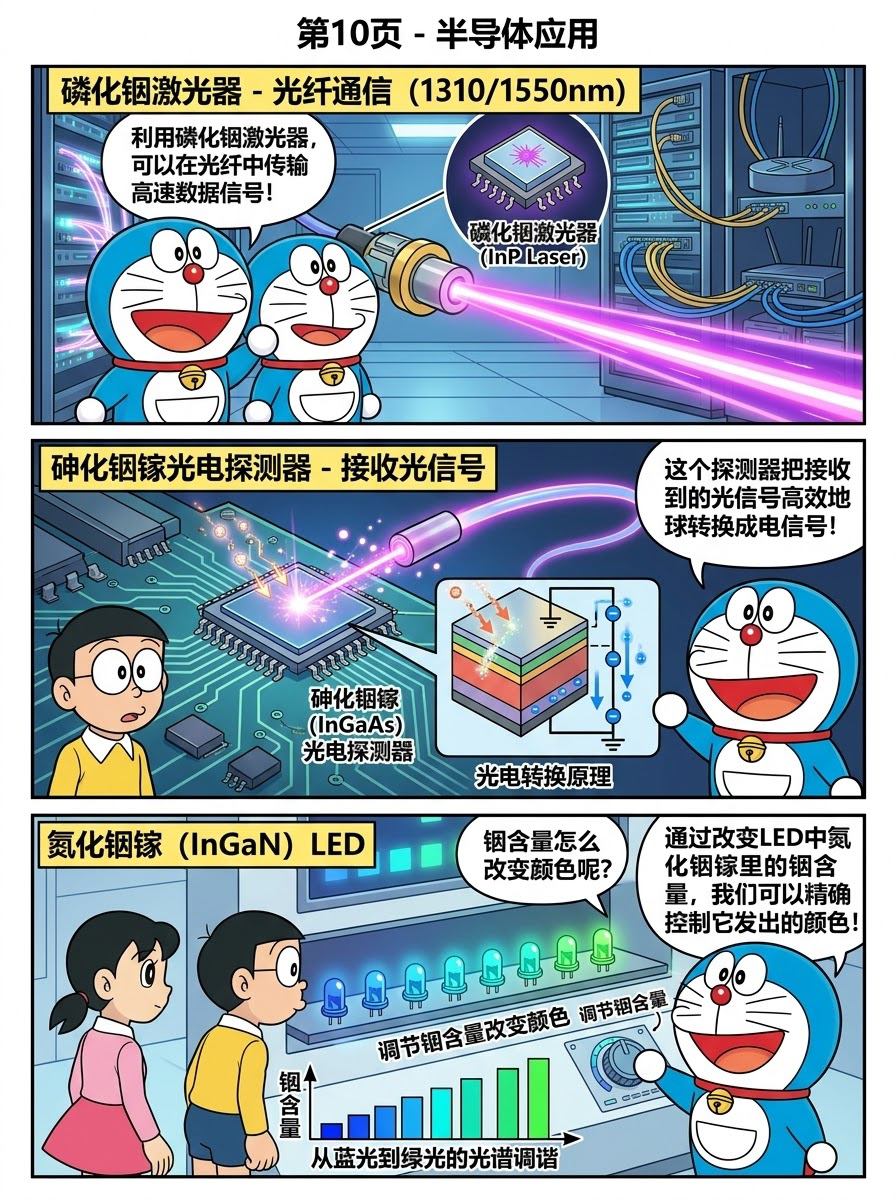 第10页 - 半导体应用
磷化铟激光器 - 光纤通信（1310/1550nm）
利用磷化铟激光器，
可以在光纤中传输
高速数据信号！
磷化铟激光器
(InP Laser)
砷化铟镓光电探测器 - 接收光信号
这个探测器把接收
到的光信号高效地
球转换成电信号！
砷化铟镓
(InGaAs)
光电探测器
光电转换原理
氮化铟镓（InGaN）LED
铟含量怎么
改变颜色呢？
通过改变LED中氮
化铟镓里的铟含
量，我们可以精确
控制它发出的颜色！
调节铟含量改变颜色
调节铟含量
铟含量
从蓝光到绿光的光谱调谐